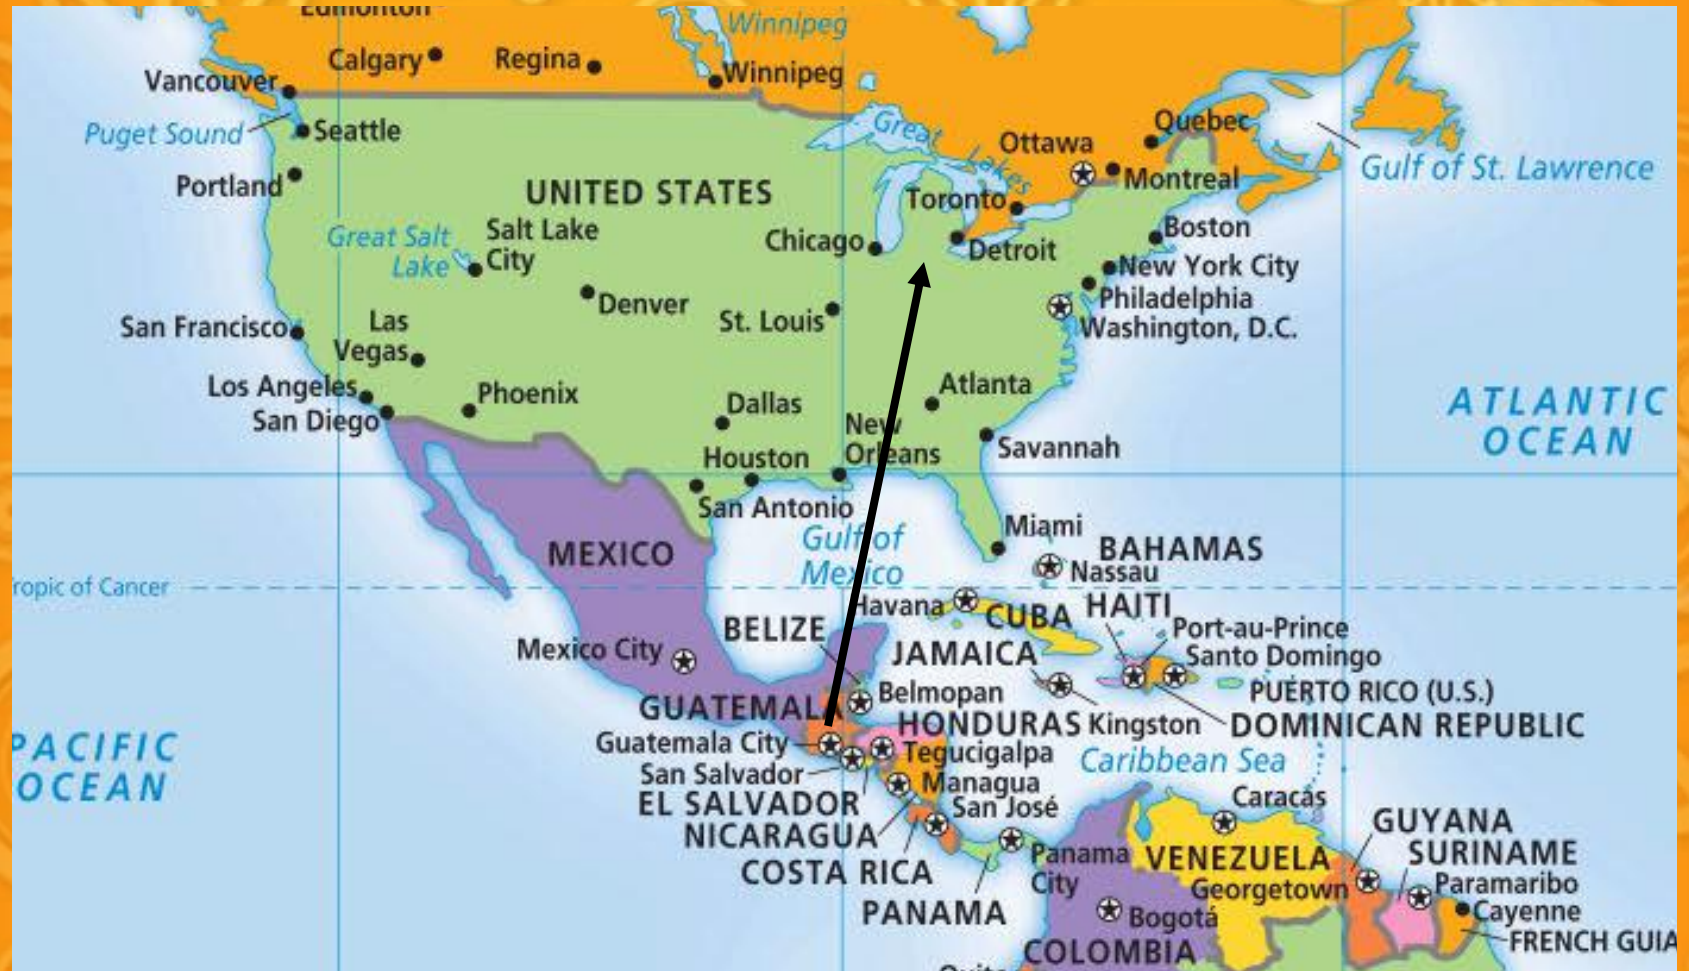 Edmonton
Winnipeg
Calgary
Regina
Winnipeg
Vancouver
Puget Sound
Seattle
Great
Lakes
Ottawa
Quebec
Gulf of St. Lawrence
Portland
UNITED STATES
Toronto
Montreal
Great Salt
Lake
Salt Lake
City
Chicago
Detroit
Boston
New York City
Denver
Philadelphia
St. Louis
Washington, D.C.
San Francisco
Las
Vegas
Los Angeles
San Diego
Phoenix
Dallas
Atlanta
New
Orleans
ATLANTIC
OCEAN
Houston
Savannah
San Antonio
Gulf of
Mexico
Miami
MEXICO
BAHAMAS
Nassau
ropic of Cancer
Havana
CUBA
HAITI
BELIZE
Port-au-Prince
Mexico City
JAMAICA
Santo Domingo
Belmopan
PUERTO RICO (U.S.)
GUATEMALA
HONDURAS
Kingston
DOMINICAN REPUBLIC
PACIFIC
OCEAN
Guatemala City
Tegucigalpa
Caribbean Sea
San Salvador
Managua
EL SALVADOR
San José
Caracas
NICARAGUA
GUYANA
COSTA RICA
Panama
City
VENEZUELA
SURINAME
Georgetown
Paramaribo
PANAMA
Bogotá
Cayenne
COLOMBIA
FRENCH GUIA